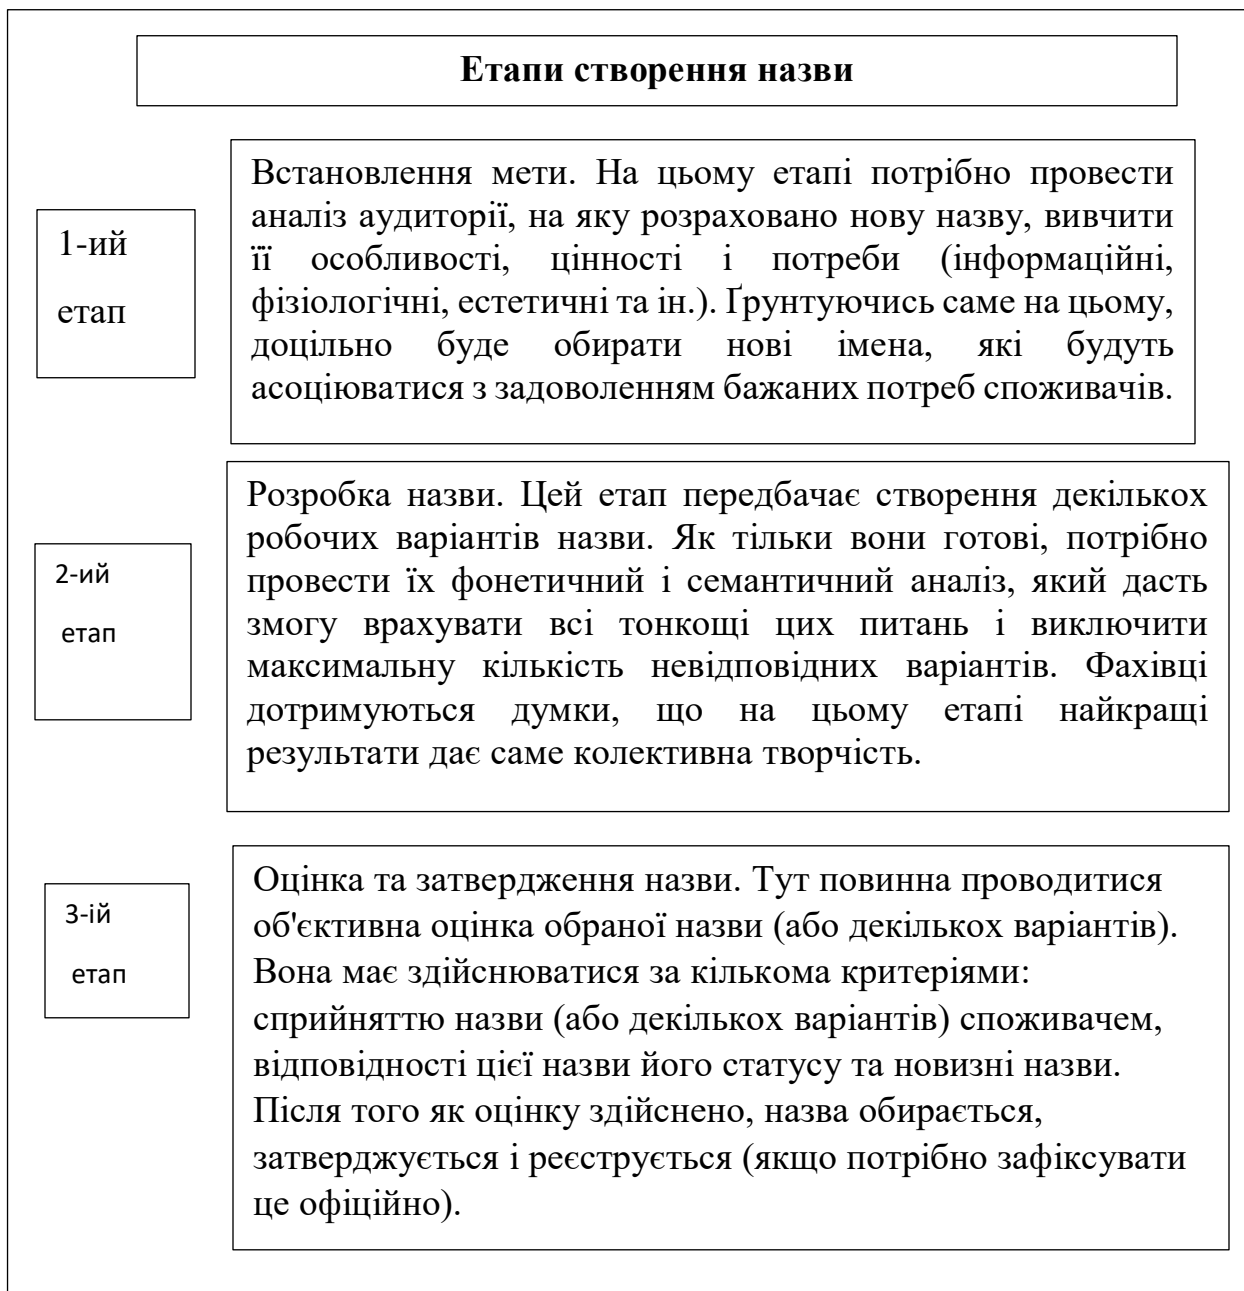 Етапи створення назви
1-ий
етап
Встановлення мети. На цьому етапі потрібно провести
аналіз аудиторії, на яку розраховано нову назву, вивчити
її особливості, цінності і потреби (інформаційні,
фізіологічні, естетичні та ін.). Ґрунтуючись саме на цьому,
доцільно буде обирати нові імена, які будуть
асоціюватися з задоволенням бажаних потреб споживачів.
2-ий
етап
Розробка назви. Цей етап передбачає створення декількох
робочих варіантів назви. Як тільки вони готові, потрібно
провести їх фонетичний і семантичний аналіз, який дасть
змогу врахувати всі тонкощі цих питань і виключити
максимальну кількість невідповідних варіантів. Фахівці
дотримуються думки, що на цьому етапі найкращі
результати дає саме колективна творчість.
3-ій
етап
Оцінка та затвердження назви. Тут повинна проводитися
об'єктивна оцінка обраної назви (або декількох варіантів).
Вона має здійснюватися за кількома критеріями:
сприйняттю назви (або декількох варіантів) споживачем,
відповідності цієї назви його статусу та новизні назви.
Після того як оцінку здійснено, назва обирається,
затверджується і реєструється (якщо потрібно зафіксувати
це офіційно).